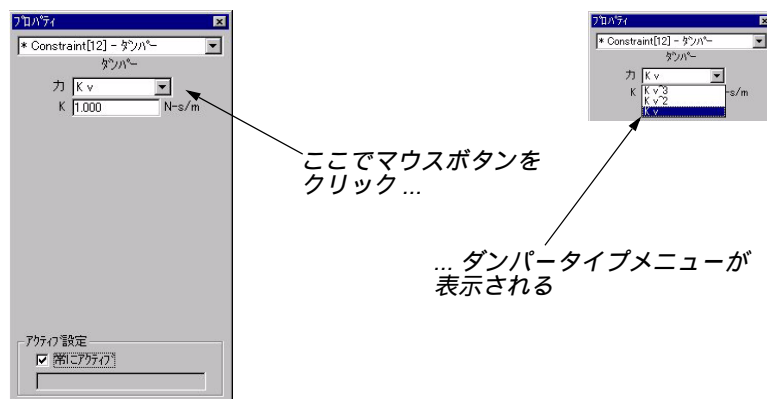 プロパティ
* Constraint[12] - ダンパー
ダンパー
力 K v
K 1.000 N-s/m
アクティブ設定
常にアクティブ
ここでマウスボタンを
クリック ...
プロパティ
* Constraint[12] - ダンパー
ダンパー
力 K v
K K v^3 -s/m
K v^2
K v
... ダンパータイプメニューが
表示される